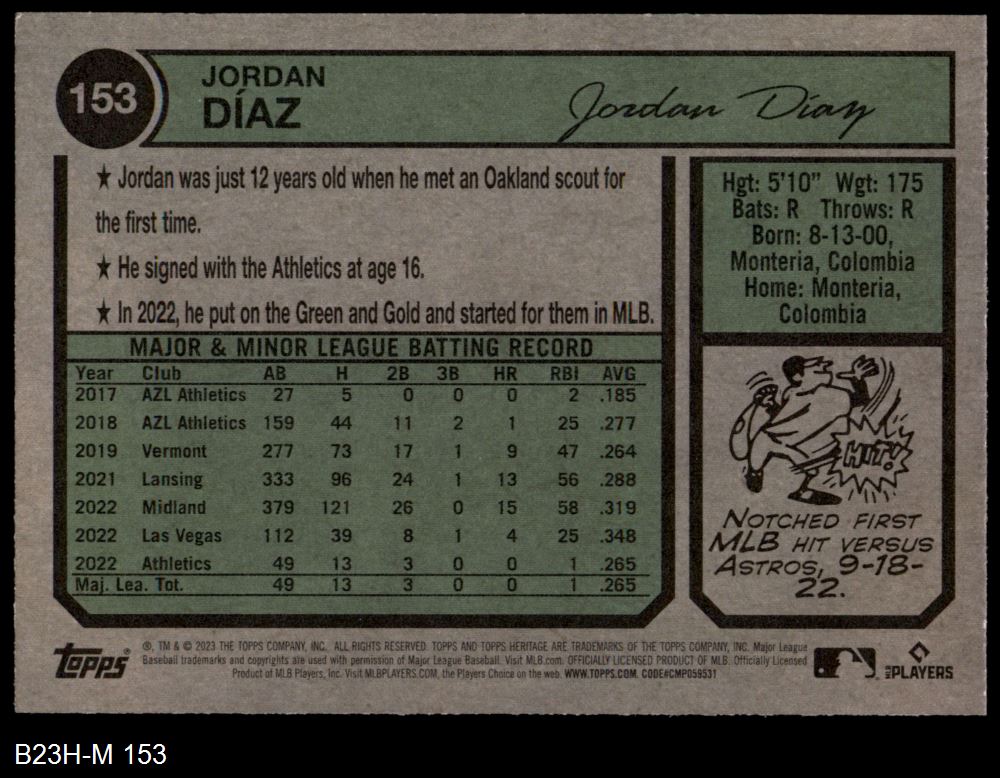 153
JORDAN
DÍAZ
Jordan Díaz
★ Jordan was just 12 years old when he met an Oakland scout for
the first time.
★ He signed with the Athletics at age 16.
★ In 2022, he put on the Green and Gold and started for them in MLB.
Hgt: 5'10" Wgt: 175
Bats: R Throws: R
Born: 8-13-00,
Monteria, Colombia
Home: Monteria,
Colombia
MAJOR & MINOR LEAGUE BATTING RECORD
Year Club AB H 2B 3B HR RBI AVG
2017 AZL Athletics 27 5 0 0 0 2 .185
2018 AZL Athletics 159 44 11 2 1 25 .277
2019 Vermont 277 73 17 1 9 47 .264
2021 Lansing 333 96 24 1 13 56 .288
2022 Midland 379 121 26 0 15 58 .319
2022 Las Vegas 112 39 8 1 4 25 .348
2022 Athletics 49 13 3 0 0 1 .265
Maj. Lea. Tot. 49 13 3 0 0 1 .265
HIT!
NOTCHED FIRST
MLB HIT VERSUS
ASTROS, 9-18-
22.
Topps®
®, TM & © 2023 THE TOPPS COMPANY, INC. ALL RIGHTS RESERVED. TOPPS AND TOPPS HERITAGE ARE TRADEMARKS OF THE TOPPS COMPANY, INC. Major League
Baseball trademarks and copyrights are used with permission of Major League Baseball. Visit MLB.com. OFFICIALLY LICENSED PRODUCT OF MLB. Officially Licensed
Product of MLB Players, Inc. Visit MLBPLAYERS.COM, the Players Choice on the web. WWW.TOPPS.COM. CODE#CMP059531
MLB PLAYERS
B23H-M 153